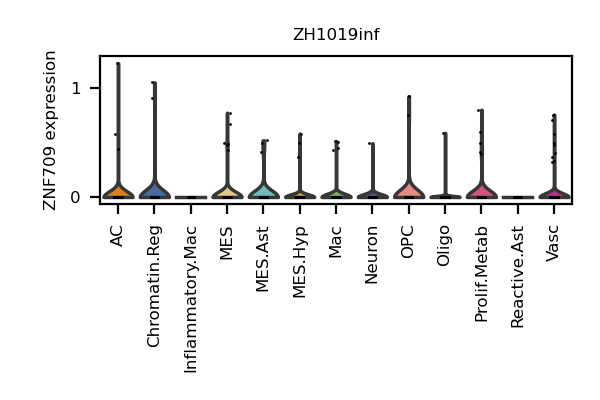 ZH1019inf
ZNF709 expression
1
0
AC
Chromatin.Reg
Inflammatory.Mac
MES
MES.Ast
MES.Hyp
Mac
Neuron
OPC
Oligo
Prolif.Metab
Reactive.Ast
Vasc